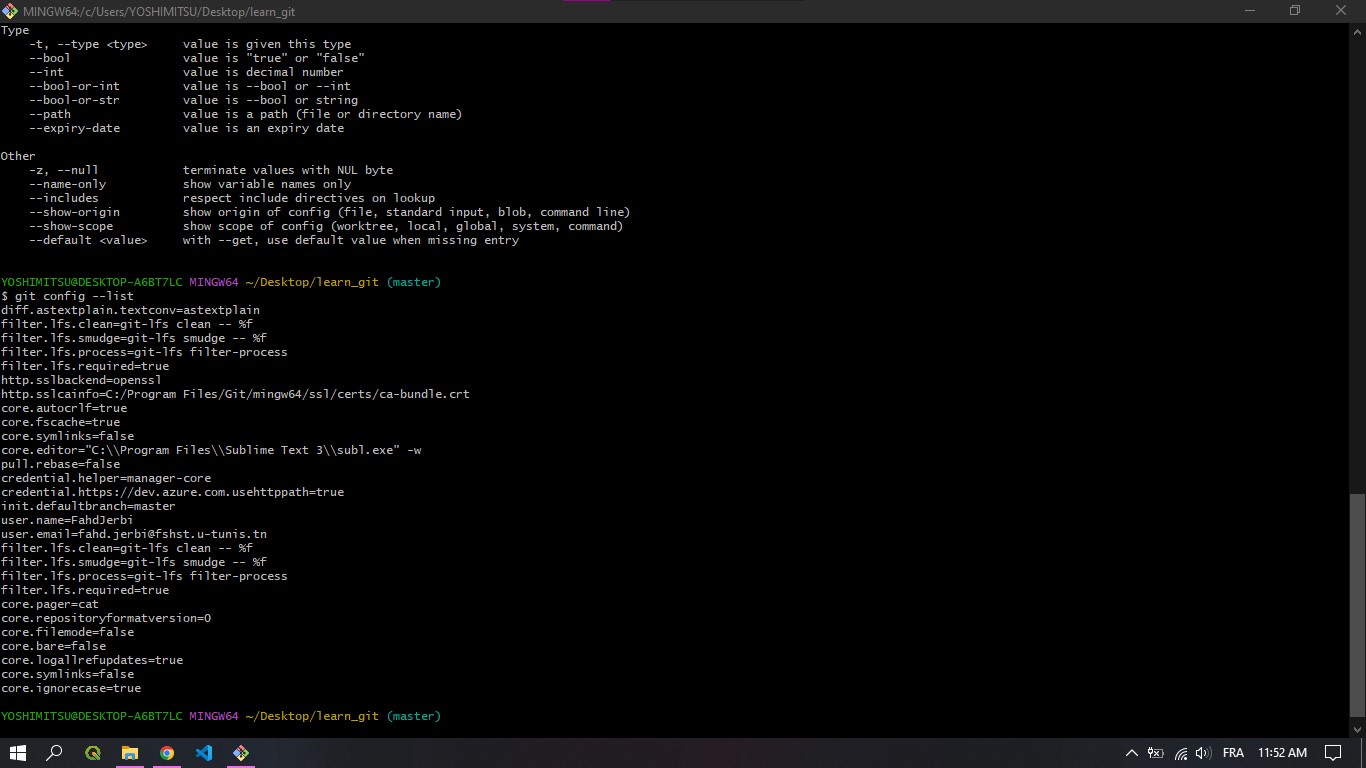 MINGW64:/c/Users/YOSHIMITSU/Desktop/learn_git
Type
    -t, --type <type>     value is given this type
    --bool                value is "true" or "false"
    --int                 value is decimal number
    --bool-or-int         value is --bool or --int
    --bool-or-str         value is --bool or string
    --path                value is a path (file or directory name)
    --expiry-date         value is an expiry date
Other
    -z, --null            terminate values with NUL byte
    --name-only           show variable names only
    --includes            respect include directives on lookup
    --show-origin         show origin of config (file, standard input, blob, command line)
    --show-scope          show scope of config (worktree, local, global, system, command)
    --default <value>     with --get, use default value when missing entry
YOSHIMITSU@DESKTOP-A6BT7LC MINGW64 ~/Desktop/learn_git (master)
$ git config --list
diff.astextplain.textconv=astextplain
filter.lfs.clean=git-lfs clean -- %f
filter.lfs.smudge=git-lfs smudge -- %f
filter.lfs.process=git-lfs filter-process
filter.lfs.required=true
http.sslbackend=openssl
http.sslcainfo=C:/Program Files/Git/mingw64/ssl/certs/ca-bundle.crt
core.autocrlf=true
core.fscache=true
core.symlinks=false
core.editor="C:\\Program Files\\Sublime Text 3\\subl.exe" -w
pull.rebase=false
credential.helper=manager-core
credential.https://dev.azure.com.usehttppath=true
init.defaultbranch=master
user.name=FahdJerbi
user.email=fahd.jerbi@fshst.u-tunis.tn
filter.lfs.clean=git-lfs clean -- %f
filter.lfs.smudge=git-lfs smudge -- %f
filter.lfs.process=git-lfs filter-process
filter.lfs.required=true
core.pager=cat
core.repositoryformatversion=0
core.filemode=false
core.bare=false
core.logallrefupdates=true
core.symlinks=false
core.ignorecase=true
YOSHIMITSU@DESKTOP-A6BT7LC MINGW64 ~/Desktop/learn_git (master)
FRA 11:52 AM